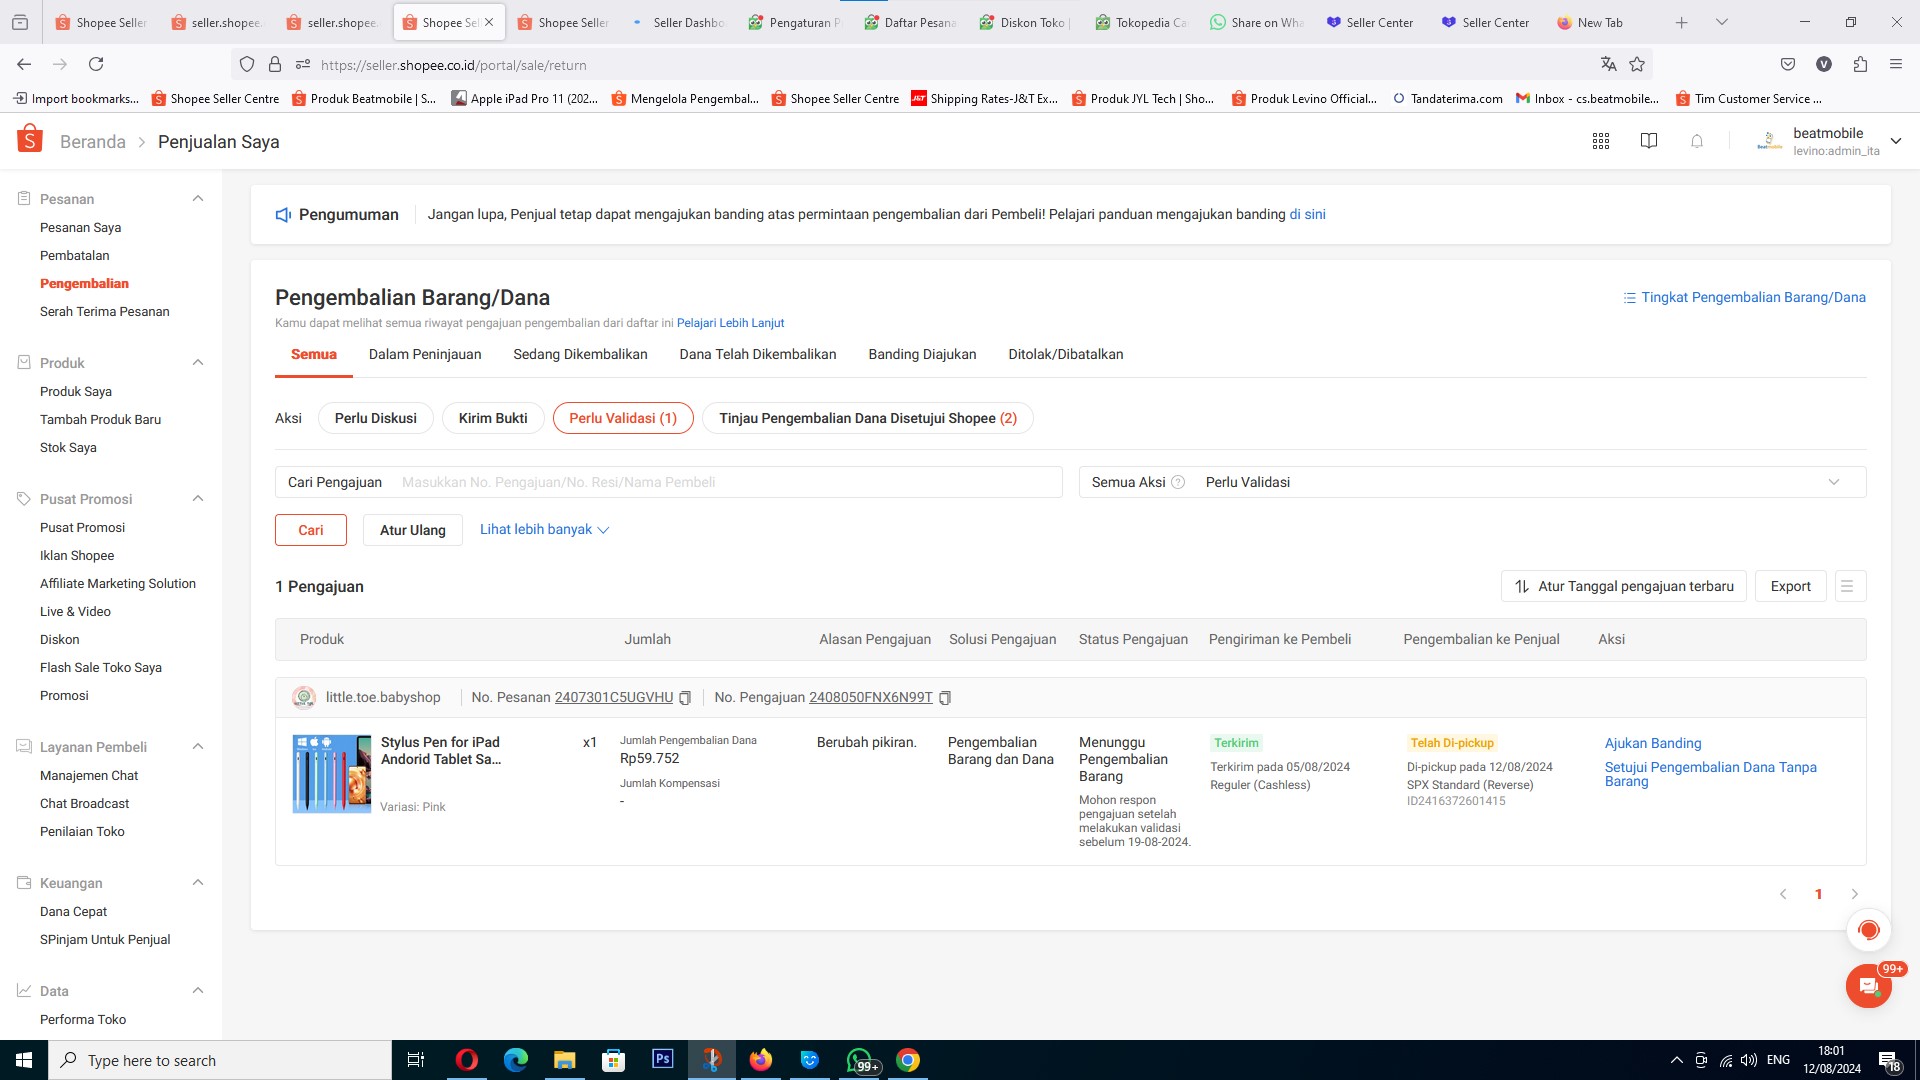 Shopee Seller
seller.shopee.
seller.shopee.
Shopee Sel
Shopee Seller
Seller Dashbo
Pengaturan P
Daftar Pesana
Diskon Toko |
Tokopedia Ca
Share on Wha
Seller Center
Seller Center
New Tab
https://seller.shopee.co.id/portal/sale/return
V
Import bookmarks...
Shopee Seller Centre
Produk Beatmobile | S...
Apple iPad Pro 11 (202...
Mengelola Pengembal...
Shopee Seller Centre
Shipping Rates-J&T Ex...
Produk JYL Tech | Sho...
Produk Levino Official...
Tandaterima.com
Inbox - cs.beatmobile...
Tim Customer Service ...
Beranda > Penjualan Saya
beatmobile
levino:admin_ita
Pesanan
Pesanan Saya
Pembatalan
Pengembalian
Serah Terima Pesanan
Produk
Produk Saya
Tambah Produk Baru
Stok Saya
Pusat Promosi
Pusat Promosi
Iklan Shopee
Affiliate Marketing Solution
Live & Video
Diskon
Flash Sale Toko Saya
Promosi
Layanan Pembeli
Manajemen Chat
Chat Broadcast
Penilaian Toko
Keuangan
Dana Cepat
SPinjam Untuk Penjual
Data
Performa Toko
Pengumuman
Jangan lupa, Penjual tetap dapat mengajukan banding atas permintaan pengembalian dari Pembeli! Pelajari panduan mengajukan banding di sini
Pengembalian Barang/Dana
Tingkat Pengembalian Barang/Dana
Kamu dapat melihat semua riwayat pengajuan pengembalian dari daftar ini Pelajari Lebih Lanjut
Semua
Dalam Peninjauan
Sedang Dikembalikan
Dana Telah Dikembalikan
Banding Diajukan
Ditolak/Dibatalkan
Aksi
Perlu Diskusi
Kirim Bukti
Perlu Validasi (1)
Tinjau Pengembalian Dana Disetujui Shopee (2)
Cari Pengajuan
Masukkan No. Pengajuan/No. Resi/Nama Pembeli
Semua Aksi
Perlu Validasi
Cari
Atur Ulang
Lihat lebih banyak
1 Pengajuan
Atur Tanggal pengajuan terbaru
Export
Produk
Jumlah
Alasan Pengajuan
Solusi Pengajuan
Status Pengajuan
Pengiriman ke Pembeli
Pengembalian ke Penjual
Aksi
little.toe.babyshop
No. Pesanan 2407301C5UGVHU
No. Pengajuan 2408050FNX6N99T
Stylus Pen for iPad
Andorid Tablet Sa...
Variasi: Pink
x1
Jumlah Pengembalian Dana
Rp59.752
Jumlah Kompensasi
-
Berubah pikiran.
Pengembalian
Barang dan Dana
Menunggu
Pengembalian
Barang
Mohon respon
pengajuan setelah
melakukan validasi
sebelum 19-08-2024.
Terkirim
Terkirim pada 05/08/2024
Reguler (Cashless)
Telah Di-pickup
Di-pickup pada 12/08/2024
SPX Standard (Reverse)
ID2416372601415
Ajukan Banding
Setujui Pengembalian Dana Tanpa
Barang
1
99+
Type here to search
Ps
99+
ENG
18:01
12/08/2024
18